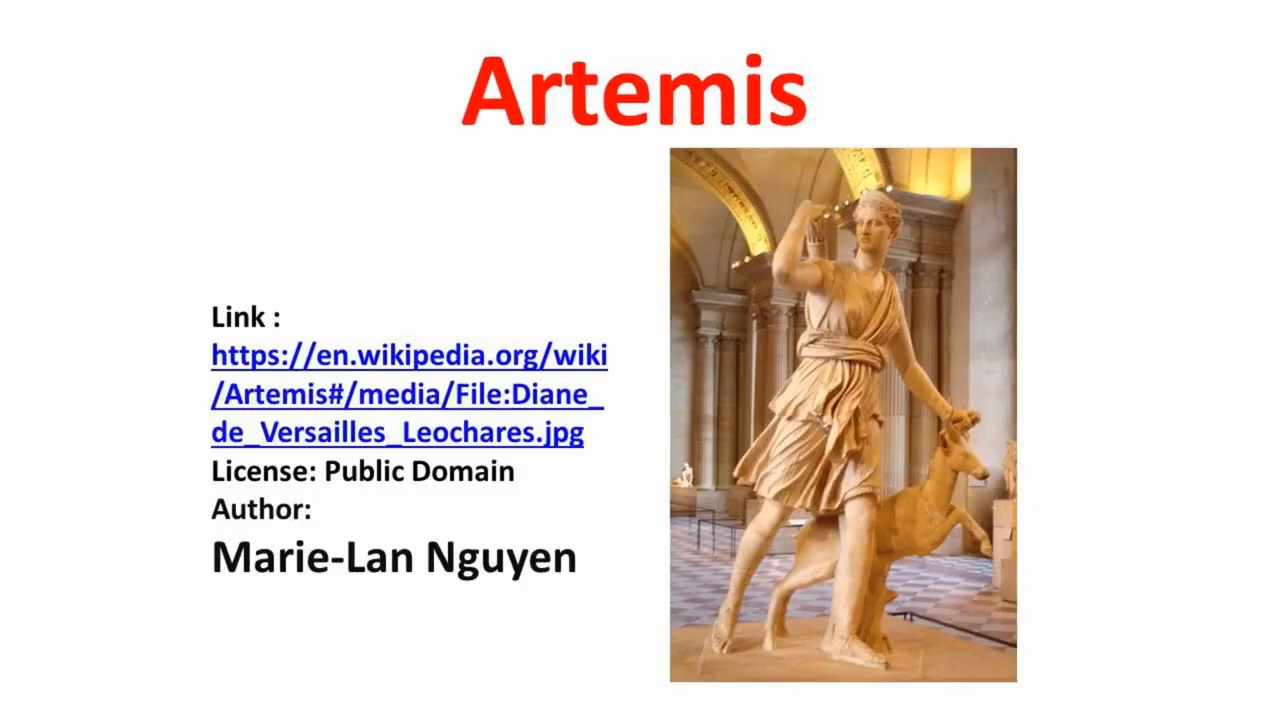 Artemis
Link :
https://en.wikipedia.org/wiki
/Artemis#/media/File:Diane_
de_Versailles_Leochares.jpg
License: Public Domain
Author:
Marie-Lan Nguyen